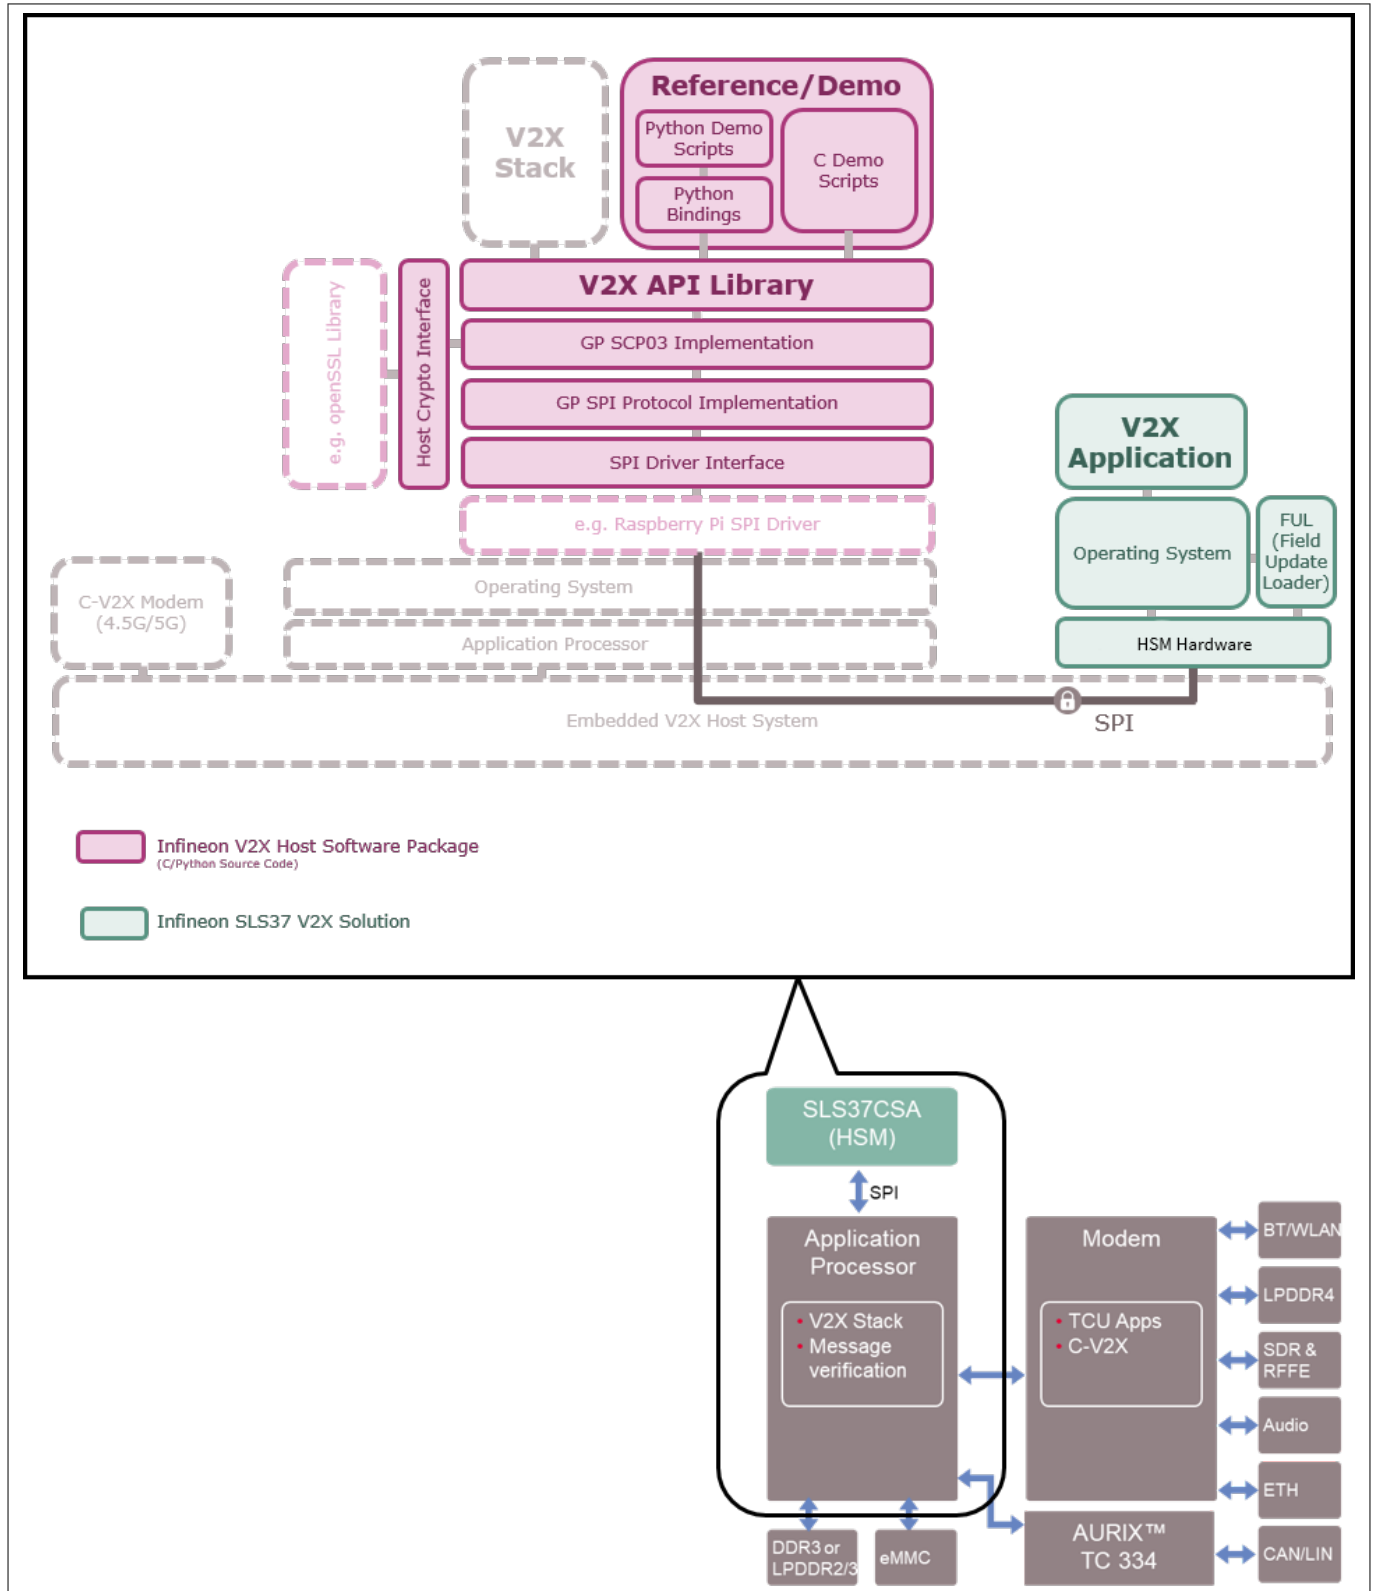 V2X
Stack
Reference/Demo
Python Demo
Scripts
Python
Bindings
C Demo
Scripts
e.g. openSSL Library
Host Crypto Interface
V2X API Library
GP SCP03 Implementation
GP SPI Protocol Implementation
SPI Driver Interface
e.g. Raspberry Pi SPI Driver
Operating System
Application Processor
C-V2X Modem
(4.5G/5G)
Embedded V2X Host System
V2X
Application
Operating System
FUL
(Field
Update
Loader)
HSM Hardware
SPI
Infineon V2X Host Software Package
(C/Python Source Code)
Infineon SLS37 V2X Solution
SLS37CSA
(HSM)
SPI
Application
Processor
• V2X Stack
• Message
verification
Modem
• TCU Apps
• C-V2X
BT/WLAN
LPDDR4
SDR &
RFFE
Audio
ETH
CAN/LIN
AURIX™
TC 334
DDR3 or
LPDDR2/3
eMMC